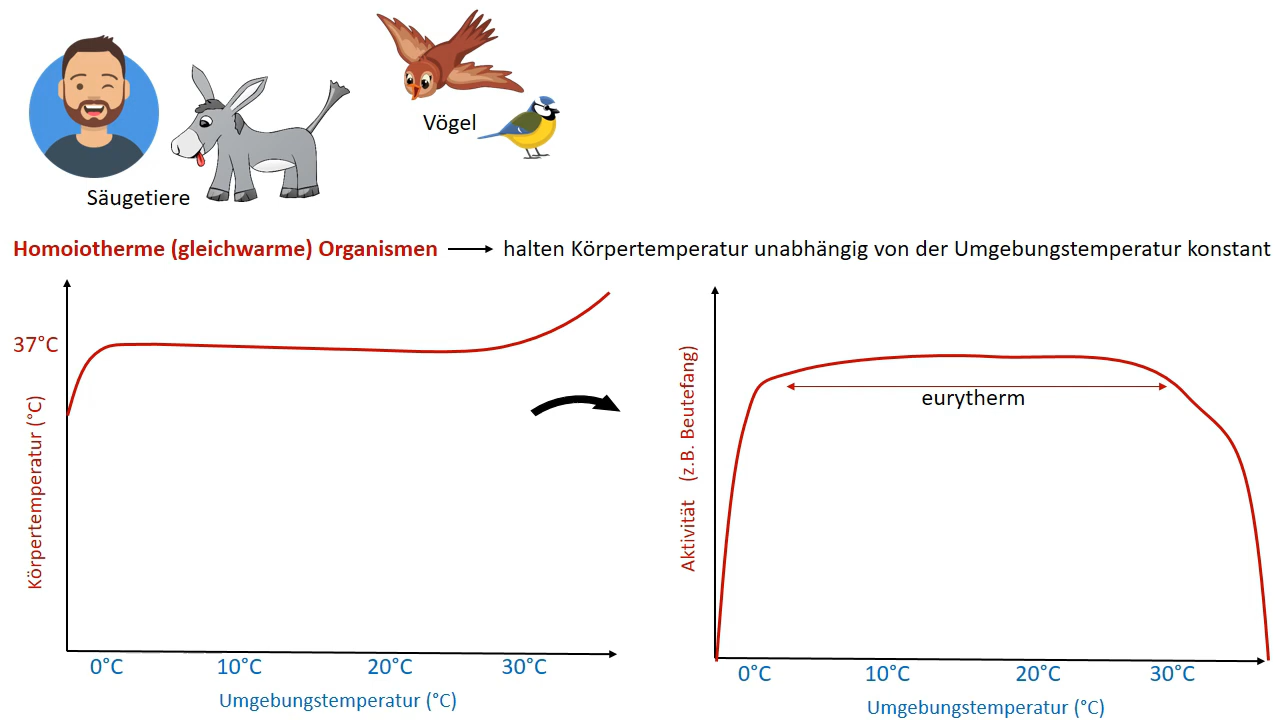 Vögel
Säugetiere
Homoiotherme (gleichwarme) Organismen
halten Körpertemperatur unabhängig von der Umgebungstemperatur konstant
37°C
Körpertemperatur (°C)
0°C 10°C 20°C 30°C
Umgebungstemperatur (°C)
Aktivität (z.B. Beutefang)
eurytherm
0°C 10°C 20°C 30°C
Umgebungstemperatur (°C)